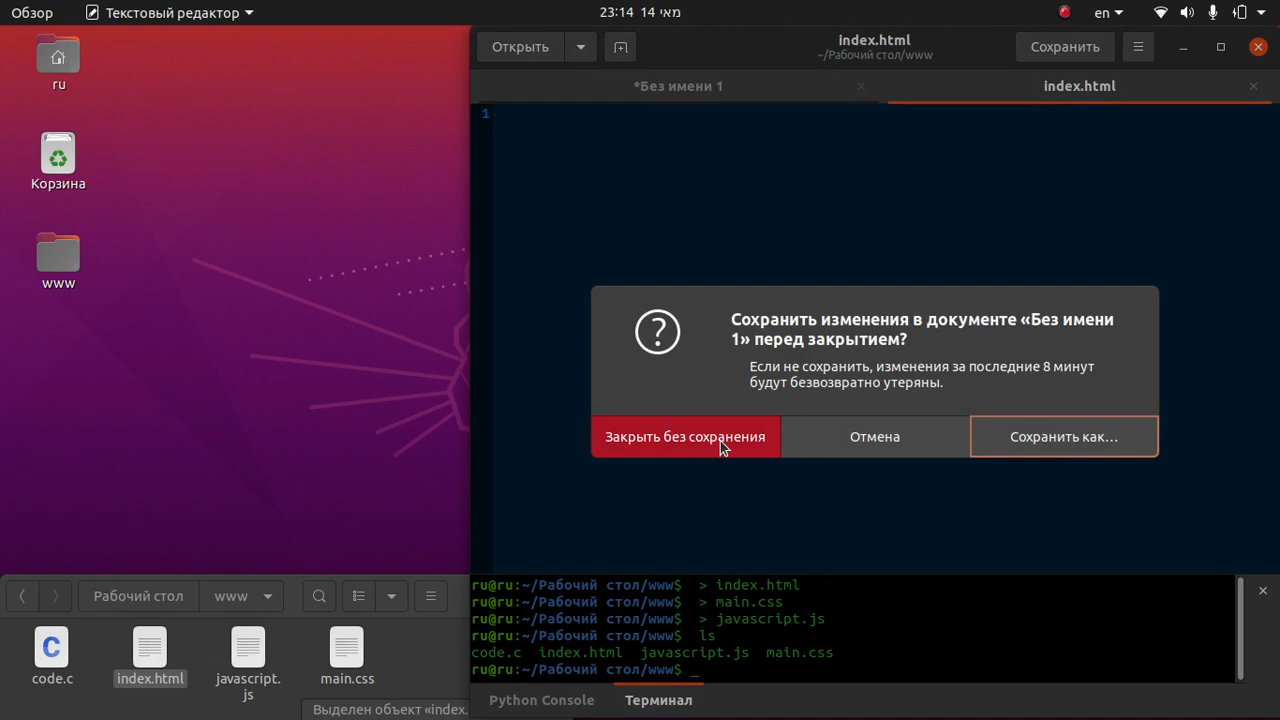 Обзор
Текстовый редактор
23:14 14 מאי
en
ru
Корзина
www
Открыть
index.html
~/Рабочий стол/www
Сохранить
*Без имени 1
index.html
1
Сохранить изменения в документе «Без имени
1» перед закрытием?
Если не сохранить, изменения за последние 8 минут
будут безвозвратно утеряны.
Закрыть без сохранения
Отмена
Сохранить как...
ru@ru:~/Рабочий стол/www$ > index.html
ru@ru:~/Рабочий стол/www$ > main.css
ru@ru:~/Рабочий стол/www$ > javascript.js
ru@ru:~/Рабочий стол/www$ ls
code.c index.html javascript.js main.css
ru@ru:~/Рабочий стол/www$ _
Python Console
Терминал
Рабочий стол
www
C
code.c
index.html
javascript.
js
main.css
Выделен объект «index.